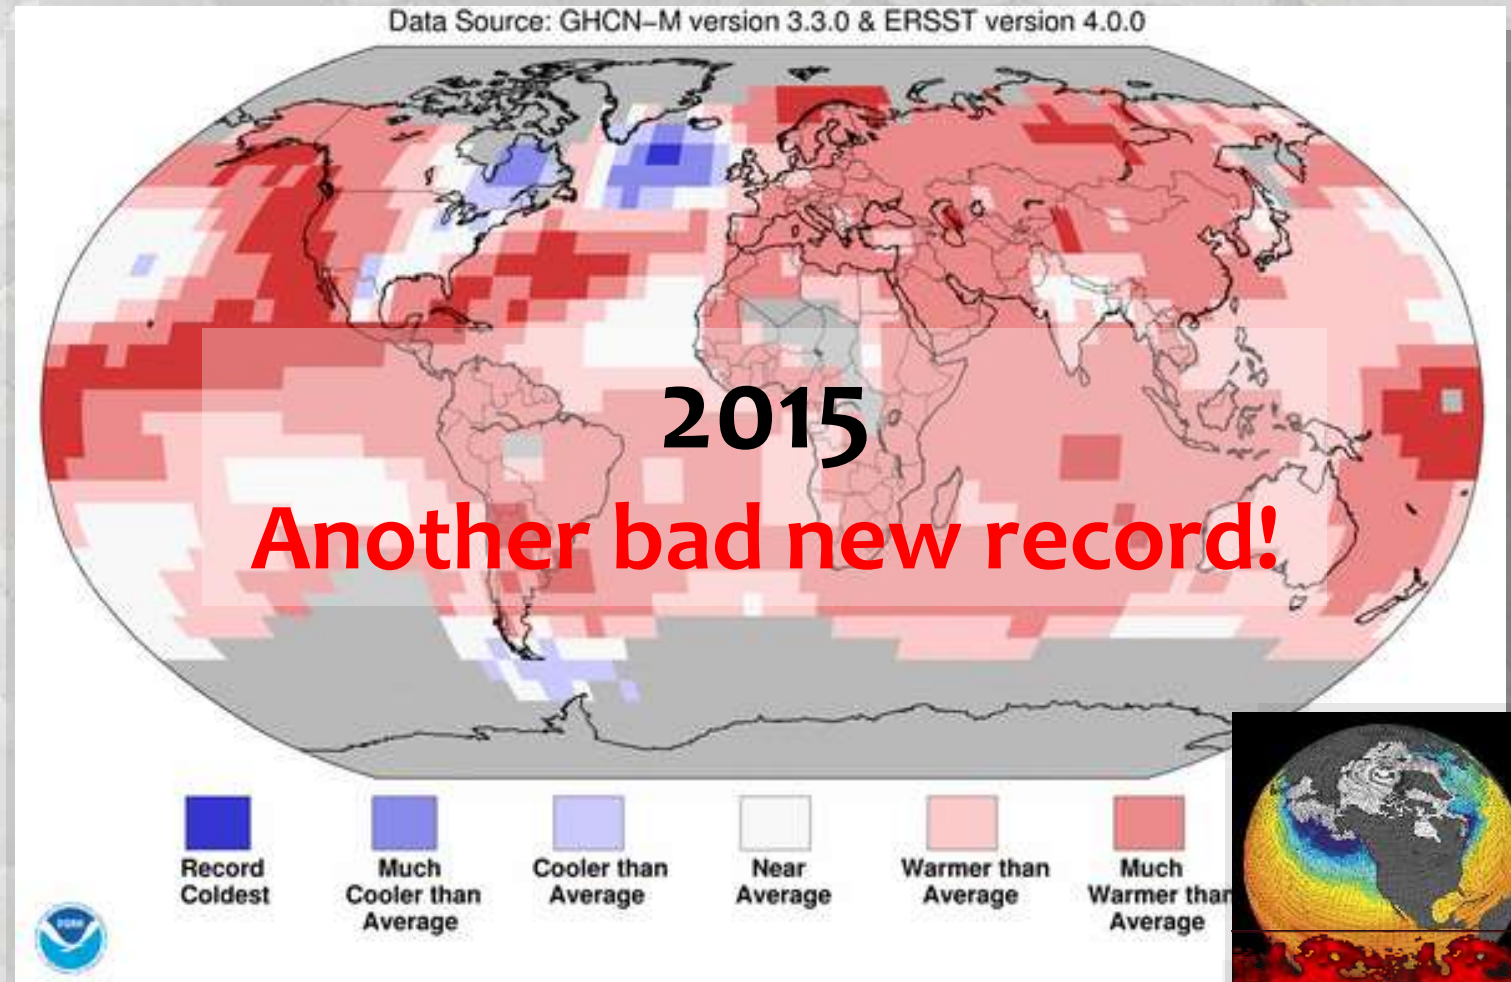 Data Source: GHCN–M version 3.3.0 & ERSST version 4.0.0
2015
Another bad new record!
Record
Coldest
Much
Cooler than
Average
Cooler than
Average
Near
Average
Warmer than
Average
Much
Warmer than
Average